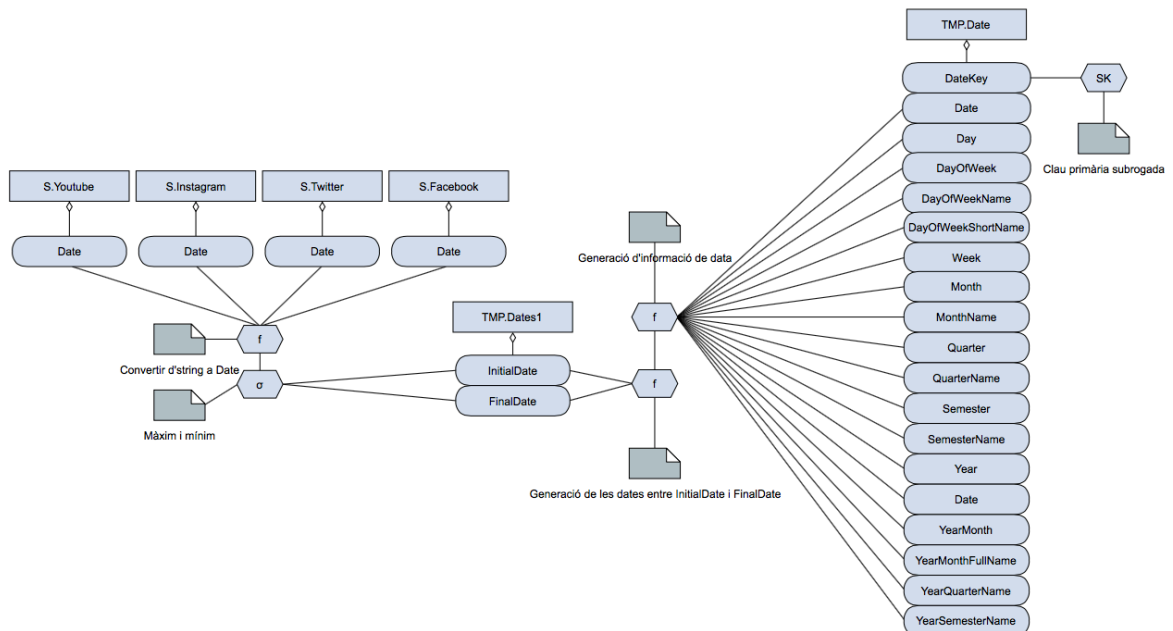 TMP.Date
DateKey
SK
Date
Day
Clau primària subrogada
DayOfWeek
DayOfWeekName
DayOfWeekShortName
Week
Month
MonthName
Quarter
QuarterName
Semester
SemesterName
Year
Date
YearMonth
YearMonthFullName
YearQuarterName
YearSemesterName
S.Youtube
S.Instagram
S.Twitter
S.Facebook
Date
Date
Date
Date
f
Convertir d'string a Date
σ
Màxim i mínim
TMP.Dates1
InitialDate
FinalDate
Generació d'informació de data
f
f
Generació de les dates entre InitialDate i FinalDate